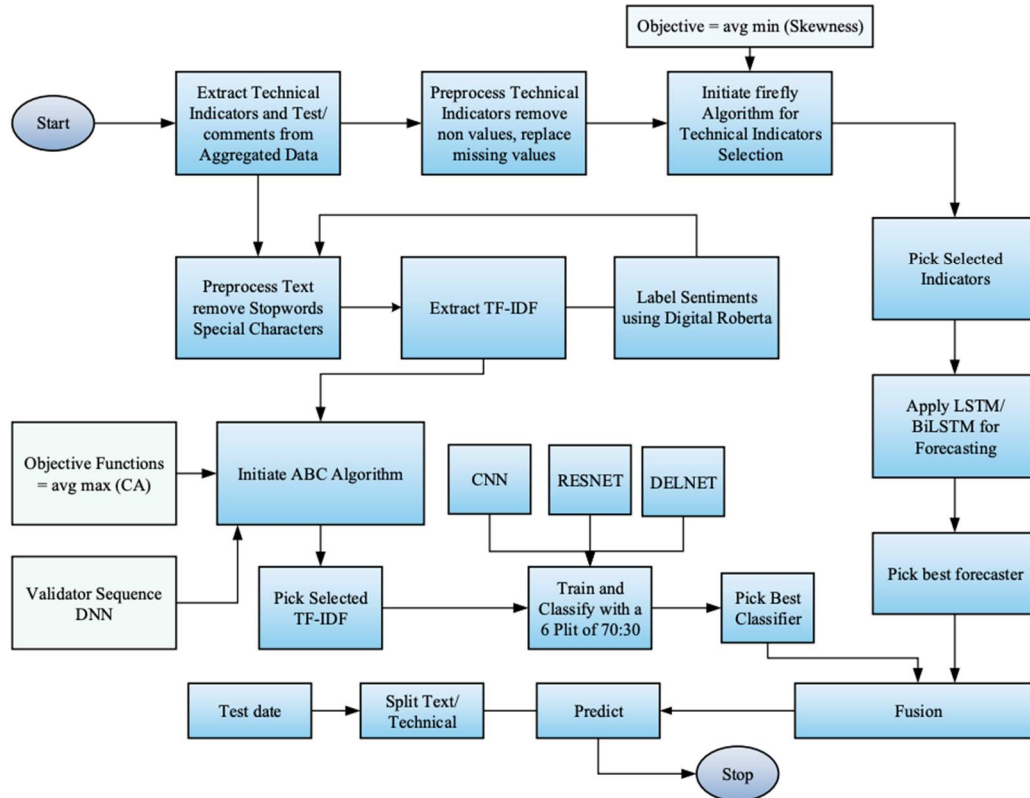 Objective = avg min (Skewness)
Start
Extract Technical
Indicators and Test/
comments from
Aggregated Data
Preprocess Technical
Indicators remove
non values, replace
missing values
Initiate firefly
Algorithm for
Technical Indicators
Selection
Pick Selected
Indicators
Preprocess Text
remove Stopwords
Special Characters
Extract TF-IDF
Label Sentiments
using Digital Roberta
Apply LSTM/
BiLSTM for
Forecasting
Objective Functions
= avg max (CA)
Initiate ABC Algorithm
CNN
RESNET
DELNET
Validator Sequence
DNN
Pick Selected
TF-IDF
Train and
Classify with a
6 Plit of 70:30
Pick Best
Classifier
Pick best forecaster
Test date
Split Text/
Technical
Predict
Fusion
Stop